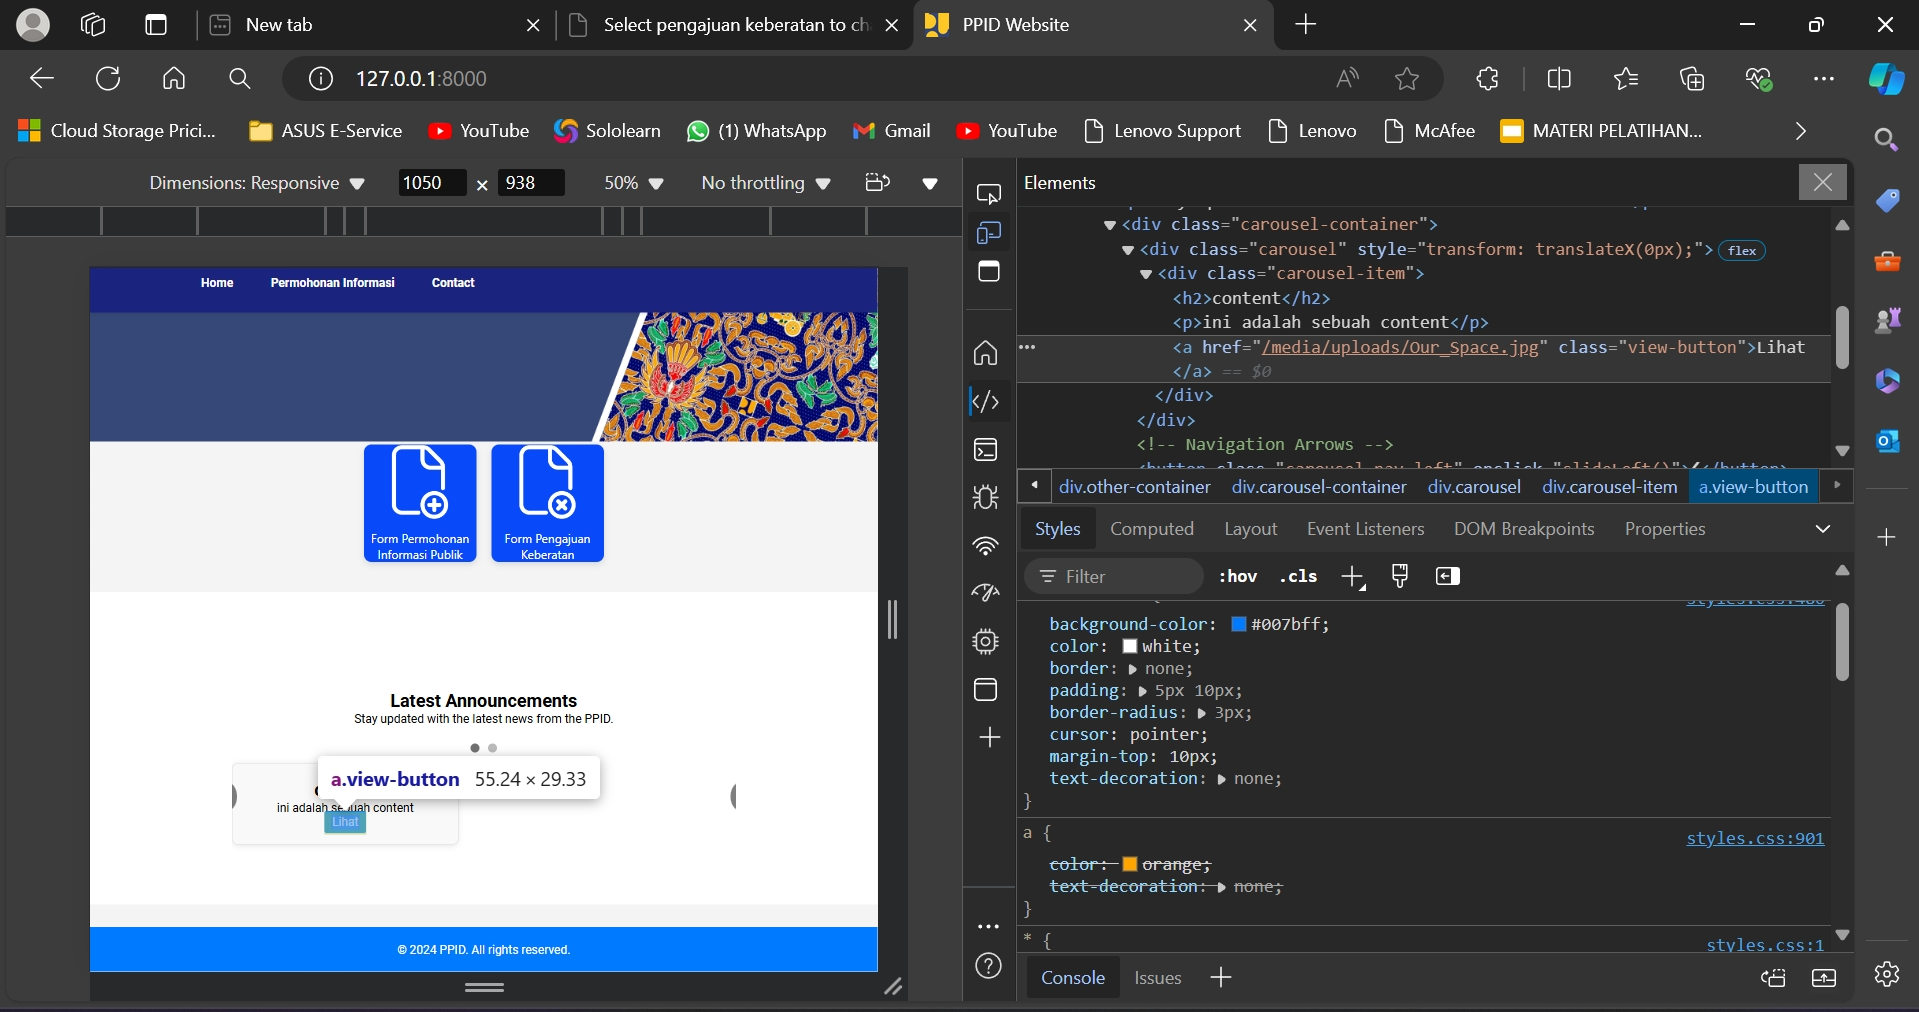 New tab
Select pengajuan keberatan to ch
PPID Website
127.0.0.1:8000
Cloud Storage Prici...
ASUS E-Service
YouTube
Sololearn
(1) WhatsApp
Gmail
YouTube
Lenovo Support
Lenovo
McAfee
MATERI PELATIHAN...
Dimensions: Responsive
1050 x 938
50%
No throttling
Home
Permohonan Informasi
Contact
Form Permohonan
Informasi Publik
Form Pengajuan
Keberatan
Latest Announcements
Stay updated with the latest news from the PPID.
a.view-button 55.24 × 29.33
ini adalah sebuah content
Lihat
© 2024 PPID. All rights reserved.
Elements
<div class="carousel-container">
<div class="carousel" style="transform: translateX(0px);"> flex
<div class="carousel-item">
<h2>content</h2>
<p>ini adalah sebuah content</p>
<a href="/media/uploads/Our_Space.jpg" class="view-button">Lihat
</a> == $0
</div>
</div>
<!-- Navigation Arrows -->
div.other-container
div.carousel-container
div.carousel
div.carousel-item
a.view-button
Styles
Computed
Layout
Event Listeners
DOM Breakpoints
Properties
Filter
:hov
.cls
background-color: #007bff;
color: white;
border: none;
padding: 5px 10px;
border-radius: 3px;
cursor: pointer;
margin-top: 10px;
text-decoration: none;
}
a {
styles.css:901
color: orange;
text-decoration: none;
}
* {
styles.css:1
Console
Issues